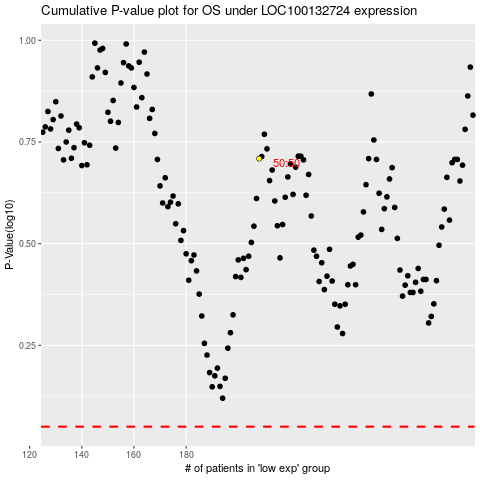 Cumulative P-value plot for OS under LOC100132724 expression
1.00
0.75
0.50
0.25
P-Value(log10)
50:50
120 140 160 180
# of patients in 'low exp' group